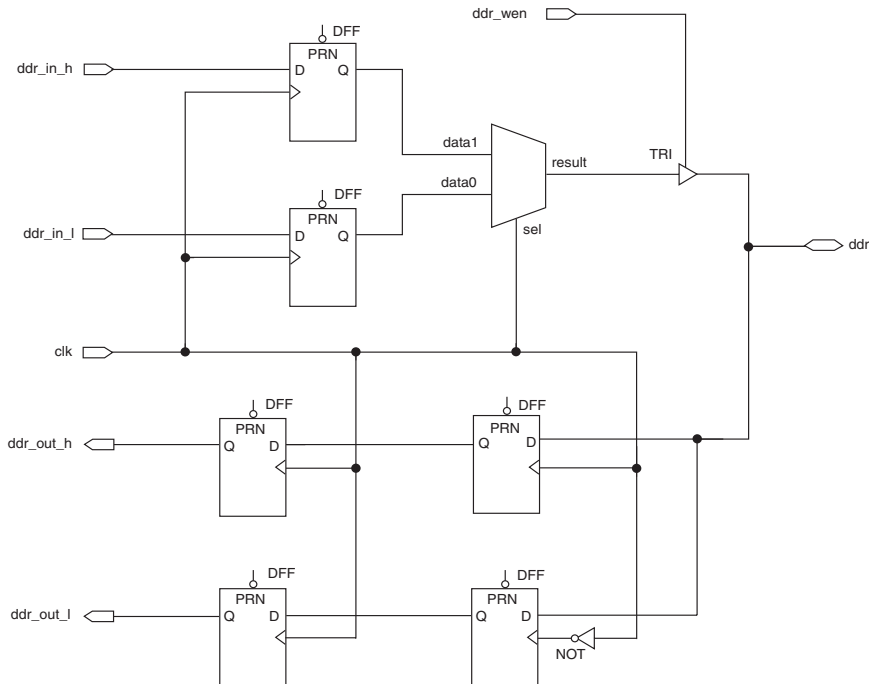 ddr_wen
DFF
PRN
ddr_in_h
D
Q
data1
result
TRI
data0
DFF
PRN
ddr_in_l
D
Q
sel
ddr
clk
DFF
DFF
PRN
PRN
ddr_out_h
Q
D
Q
D
DFF
DFF
PRN
PRN
ddr_out_l
Q
D
Q
D
NOT